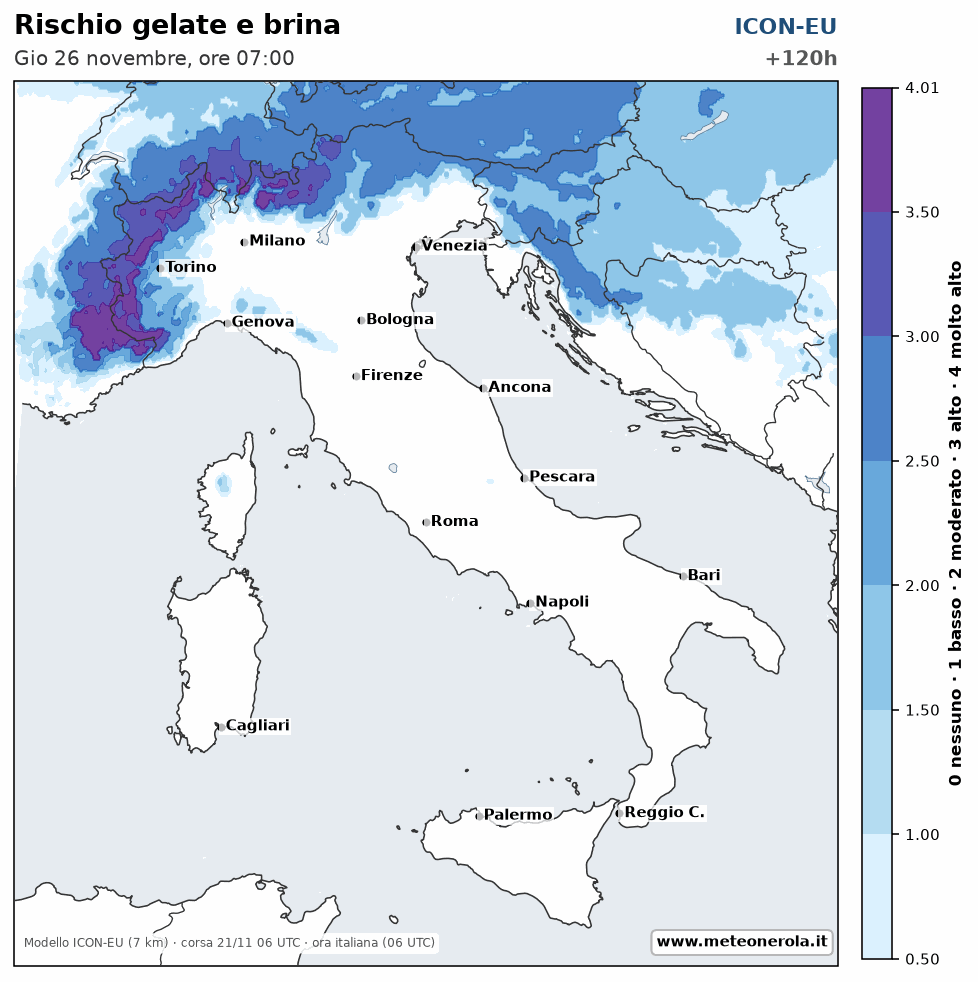 Rischio gelate e brina
ICON-EU
Gio 26 novembre, ore 07:00
+120h
4.01
3.50
3.00
2.50
2.00
1.50
1.00
0.50
0 nessuno · 1 basso · 2 moderato · 3 alto · 4 molto alto
Milano
Venezia
Torino
Genova
Bologna
Firenze
Ancona
Pescara
Roma
Bari
Napoli
Cagliari
Palermo
Reggio C.
Modello ICON-EU (7 km) · corsa 21/11 06 UTC · ora italiana (06 UTC)
www.meteonerola.it